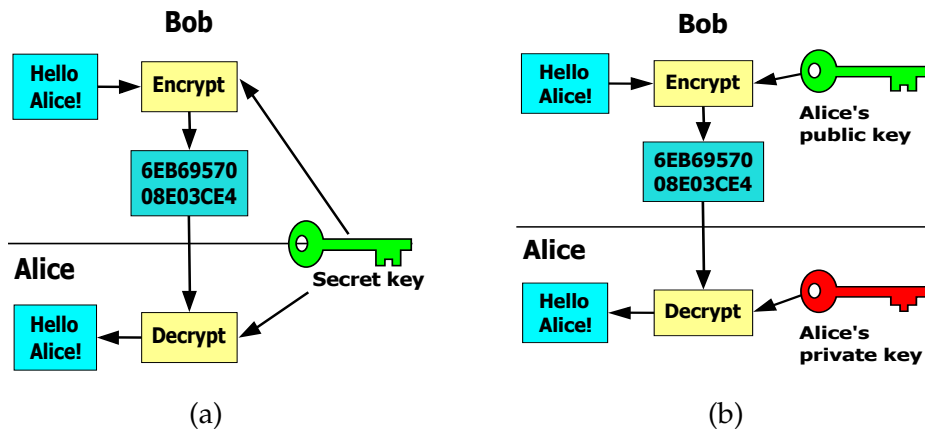 Bob
Hello
Alice!
Encrypt
6EB69570
08E03CE4
Alice
Secret key
Hello
Alice!
Decrypt
(a)
Bob
Hello
Alice!
Encrypt
Alice's
public key
6EB69570
08E03CE4
Alice
Hello
Alice!
Decrypt
Alice's
private key
(b)